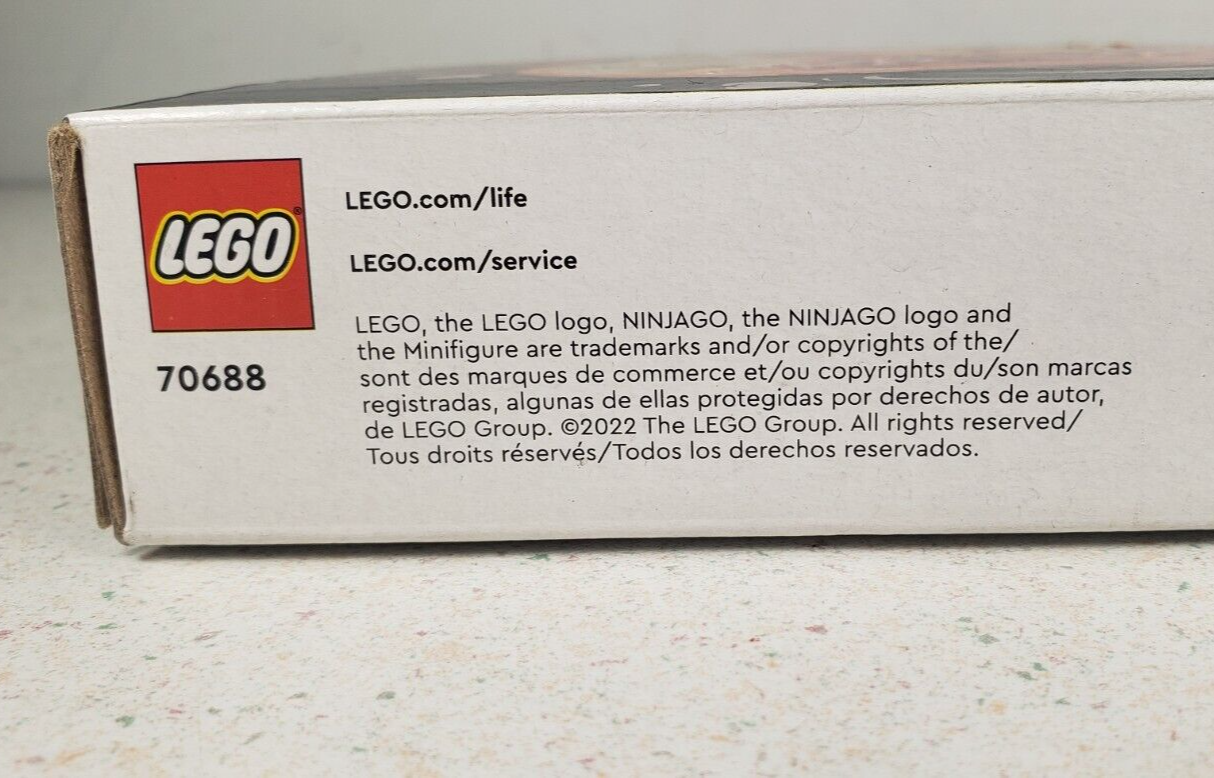 LEGO®
70688
LEGO.com/life
LEGO.com/service
LEGO, the LEGO logo, NINJAGO, the NINJAGO logo and
the Minifigure are trademarks and/or copyrights of the/
sont des marques de commerce et/ou copyrights du/son marcas
registradas, algunas de ellas protegidas por derechos de autor,
de LEGO Group. ©2022 The LEGO Group. All rights reserved/
Tous droits réservés/Todos los derechos reservados.